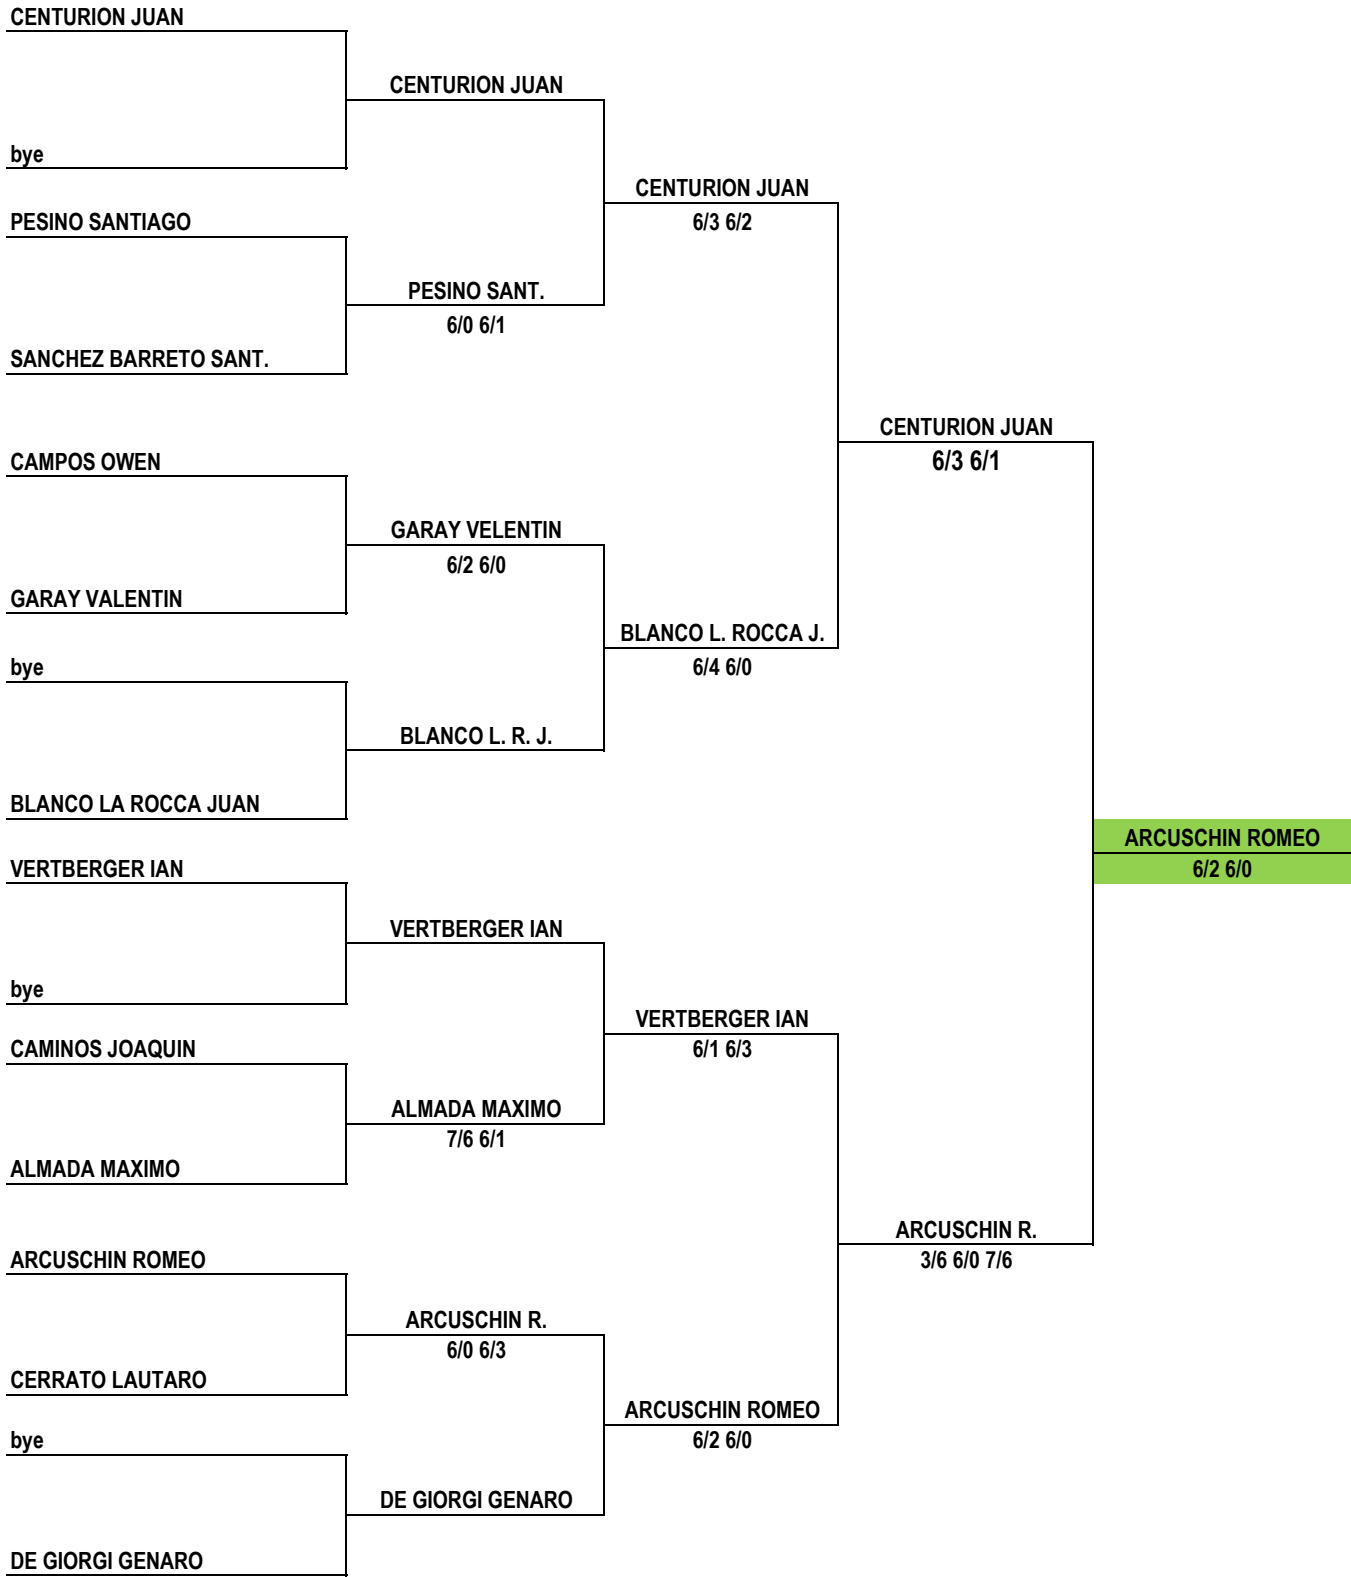 CENTURION JUAN
CENTURION JUAN
bye
CENTURION JUAN
6/3 6/2
PESINO SANTIAGO
PESINO SANT.
6/0 6/1
SANCHEZ BARRETO SANT.
CENTURION JUAN
6/3 6/1
CAMPOS OWEN
GARAY VELENTIN
6/2 6/0
GARAY VALENTIN
BLANCO L. ROCCA J.
6/4 6/0
bye
BLANCO L. R. J.
BLANCO LA ROCCA JUAN
ARCUSCHIN ROMEO
6/2 6/0
VERTBERGER IAN
VERTBERGER IAN
bye
VERTBERGER IAN
6/1 6/3
CAMINOS JOAQUIN
ALMADA MAXIMO
7/6 6/1
ALMADA MAXIMO
ARCUSCHIN R.
3/6 6/0 7/6
ARCUSCHIN ROMEO
ARCUSCHIN R.
6/0 6/3
CERRATO LAUTARO
ARCUSCHIN ROMEO
6/2 6/0
bye
DE GIORGI GENARO
DE GIORGI GENARO